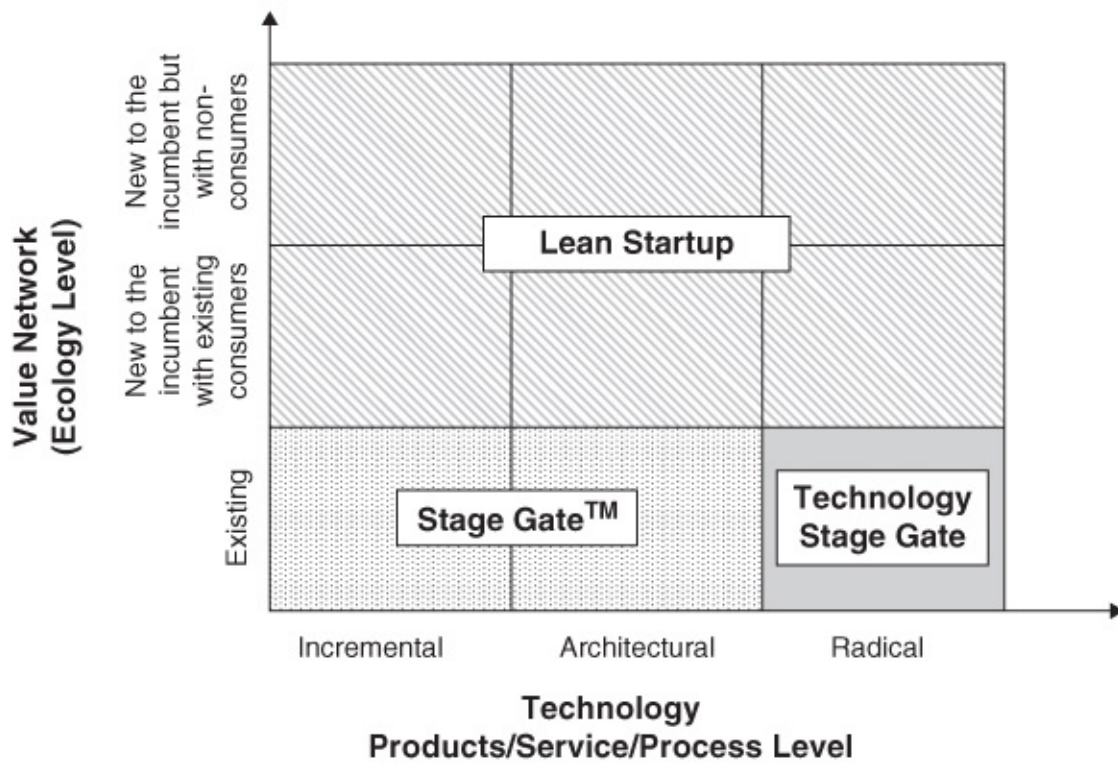 New to the
incumbent but
with non-
consumers
New to the
incumbent
with existing
consumers
Existing
Value Network
(Ecology Level)
Lean Startup
Stage Gate™
Technology
Stage Gate
Incremental
Architectural
Radical
Technology
Products/Service/Process Level